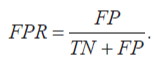 FPR = FP / (TN + FP).